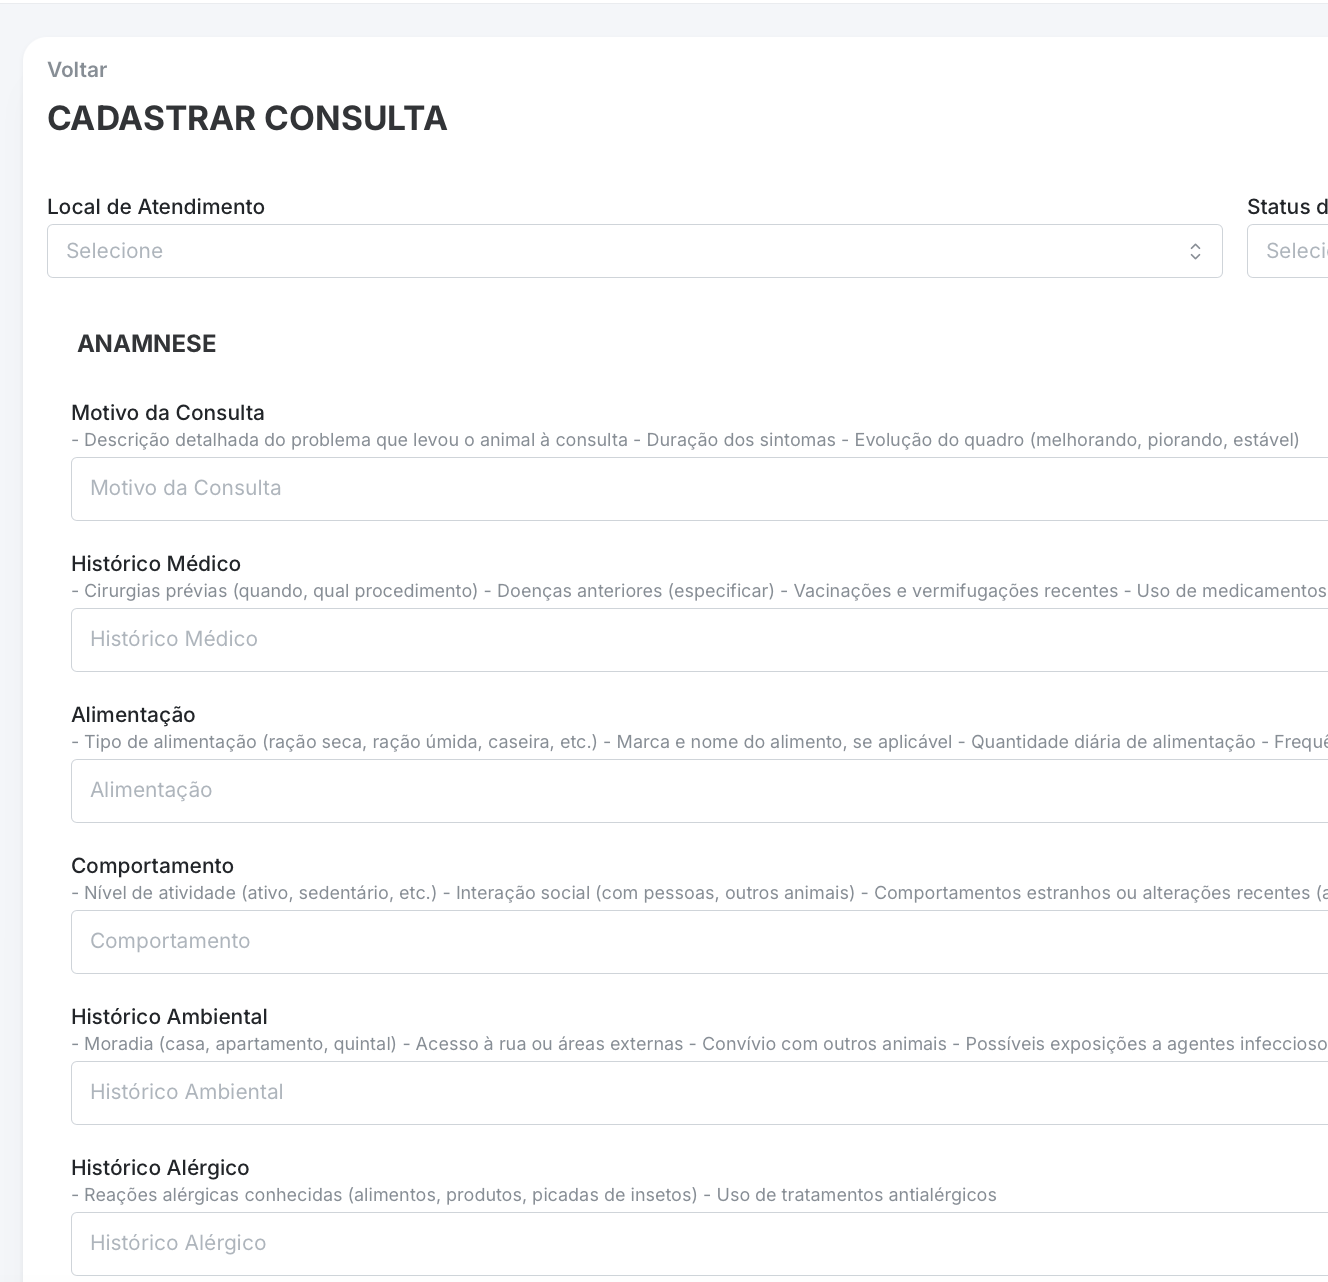 Voltar
CADASTRAR CONSULTA
Local de Atendimento
Status
Selecione
ANAMNESE
Motivo da Consulta
- Descrição detalhada do problema que levou o animal à consulta - Duração dos sintomas - Evolução do quadro (melhorando, piorando, estável)
Motivo da Consulta
Histórico Médico
- Cirurgias prévias (quando, qual procedimento) - Doenças anteriores (especificar) - Vacinações e vermifugações recentes - Uso de medicamentos
Histórico Médico
Alimentação
- Tipo de alimentação (ração seca, ração úmida, caseira, etc.) - Marca e nome do alimento, se aplicável - Quantidade diária de alimentação -
Alimentação
Comportamento
- Nível de atividade (ativo, sedentário, etc.) - Interação social (com pessoas, outros animais) - Comportamentos estranhos ou alterações recentes
Comportamento
Histórico Ambiental
- Moradia (casa, apartamento, quintal) - Acesso à rua ou áreas externas - Convívio com outros animais - Possíveis exposições a agentes
Histórico Ambiental
Histórico Alérgico
- Reações alérgicas conhecidas (alimentos, produtos, picadas de insetos) - Uso de tratamentos antialérgicos
Histórico Alérgico